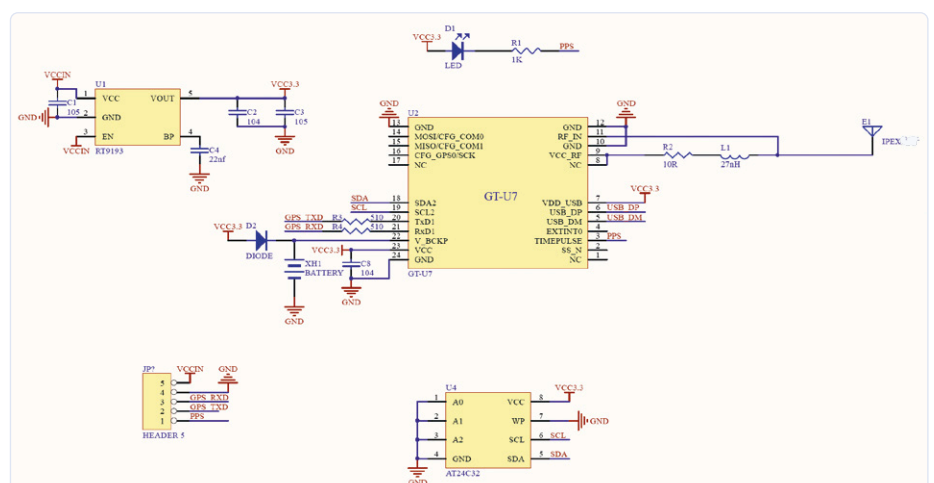 D1
VCC3.3
R1
PPS
LED
1K
VCCIN
U1
VCC3.3
1 VCC VOUT 5
C1
105
GND 2 GND
C2
104
C3
105
3 EN BP 4
VCCIN
RT9193
C4
22nf
GND
GND
GND
U2
GND
13 GND GND 12
14 MOSI/CFG_COM0 RF_IN 11
15 MISO/CFG_COM1 GND 10
16 CFG_GPS0/SCK VCC_RF 9
17 NC NC 8
E1
IPEX
R2
10R
L1
27nH
GT-U7
VCC3.3
SDA 18 SDA2 VDD_USB 7
SCL 19 SCL2 USB_DP 6 USB_DP
GPS_TXD R3 510 20 TxD1 USB_DM 5 USB_DM
GPS_RXD R4 510 21 RxD1 EXTINT0 4
22 V_BCKP TIMEPULSE 3 PPS
VCC3.3 23 VCC SS_N 2
24 GND NC 1
GT-U7
VCC3.3
D2
DIODE
XH1
BATTERY
C8
104
GND
GND
JP?
VCCIN
GND
5
4
3 GPS_RXD
2 GPS_TXD
1 PPS
HEADER 5
U4
VCC3.3
1 A0 VCC 8
2 A1 WP 7 GND
3 A2 SCL 6 SCL
4 GND SDA 5 SDA
AT24C32
GND